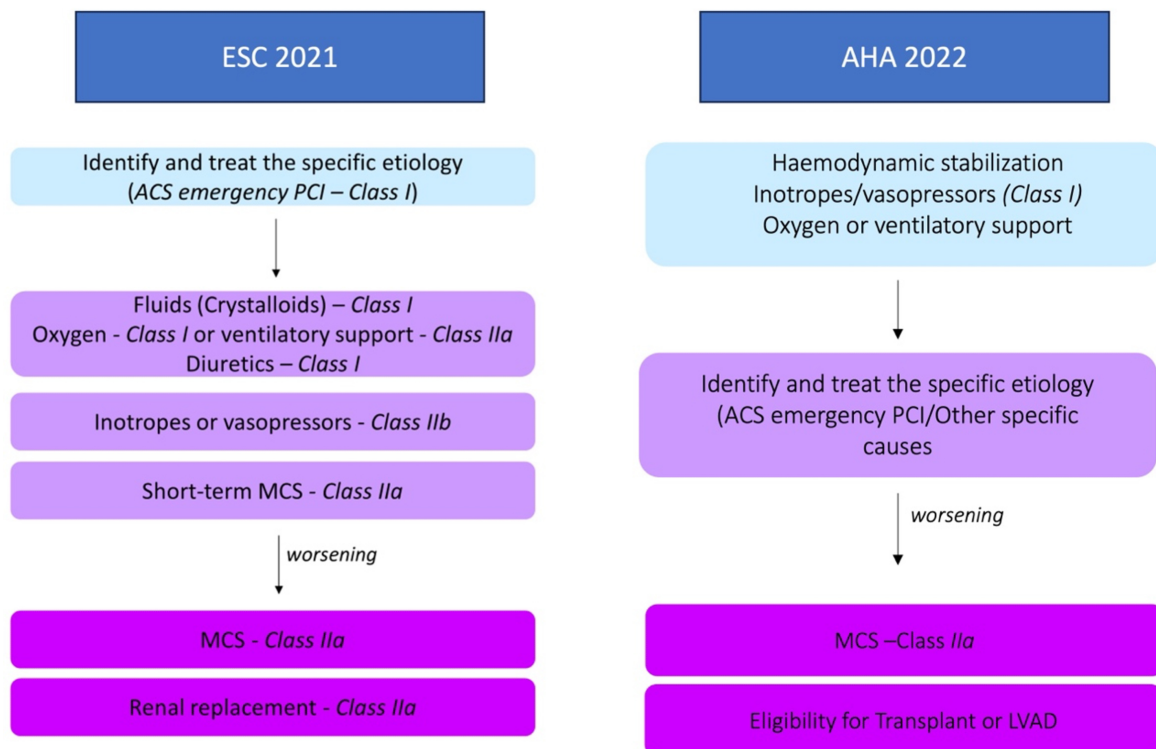 ESC 2021
Identify and treat the specific etiology
(ACS emergency PCI – Class I)
Fluids (Crystalloids) – Class I
Oxygen - Class I or ventilatory support - Class IIa
Diuretics – Class I
Inotropes or vasopressors - Class IIb
Short-term MCS - Class IIa
worsening
MCS - Class IIa
Renal replacement - Class IIa
AHA 2022
Haemodynamic stabilization
Inotropes/vasopressors (Class I)
Oxygen or ventilatory support
Identify and treat the specific etiology
(ACS emergency PCI/Other specific
causes
worsening
MCS –Class IIa
Eligibility for Transplant or LVAD